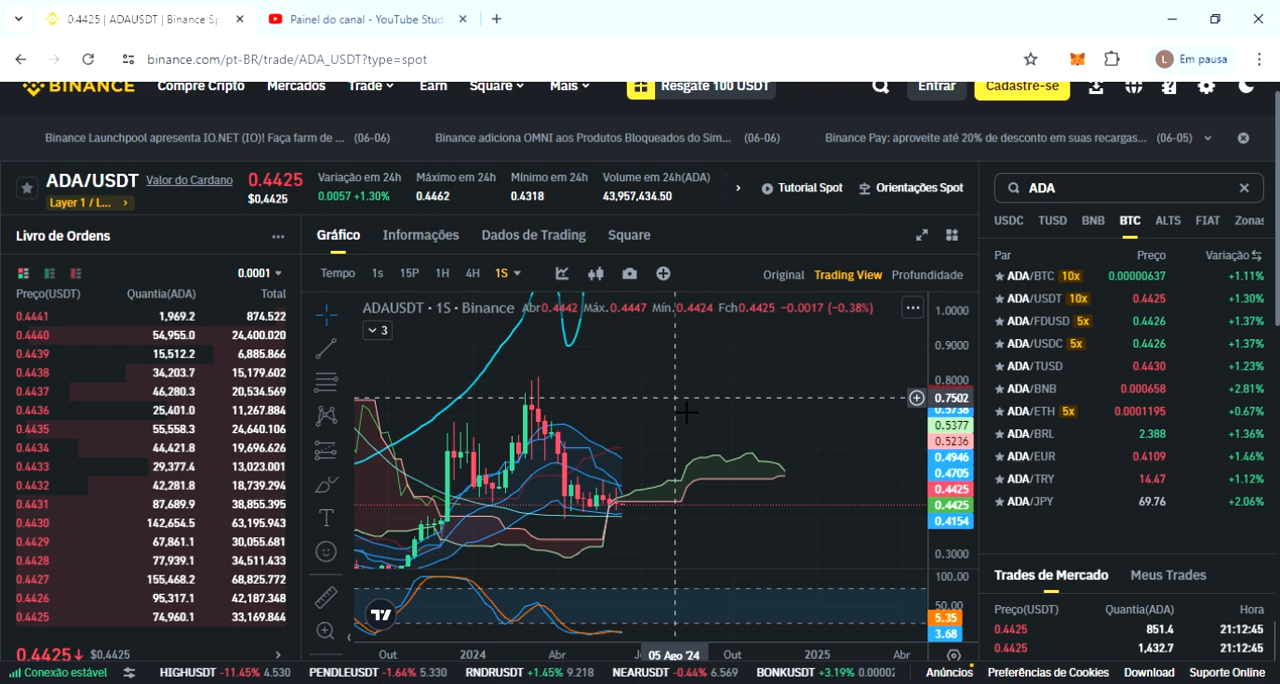 0.4425 | ADAUSDT | Binance Sp
Painel do canal - YouTube Stud
binance.com/pt-BR/trade/ADA_USDT?type=spot
L Em pausa
BINANCE Compre Cripto Mercados Trade Earn Square Mais Resgate 100 USDT Entrar Cadastre-se
Binance Launchpool apresenta IO.NET (IO)! Faça farm de ... (06-06) Binance adiciona OMNI aos Produtos Bloqueados do Sim... (06-06) Binance Pay: aproveite até 20% de desconto em suas recargas... (06-05)
ADA/USDT Valor do Cardano
Layer 1 / L...
0.4425
$0,4425
Variação em 24h
0.0057 +1.30%
Máximo em 24h
0.4462
Mínimo em 24h
0.4318
Volume em 24h(ADA)
43,957,434.50
Tutorial Spot Orientações Spot
Livro de Ordens
0.0001
Preço(USDT) Quantia(ADA) Total
0.4441 1,969.2 874.522
0.4440 54,955.0 24,400.020
0.4439 15,512.2 6,885.866
0.4438 34,203.7 15,179.602
0.4437 46,280.3 20,534.569
0.4436 25,401.0 11,267.884
0.4435 55,558.3 24,640.106
0.4434 44,421.8 19,696.626
0.4433 29,377.4 13,023.001
0.4432 42,281.8 18,739.294
0.4431 87,689.9 38,855.395
0.4430 142,654.5 63,195.943
0.4429 67,861.1 30,055.681
0.4428 77,939.1 34,511.433
0.4427 155,468.2 68,825.772
0.4426 95,317.1 42,187.348
0.4425 74,960.1 33,169.844
0.4425 $0,4425
Gráfico Informações Dados de Trading Square
Tempo 1s 15P 1H 4H 1S
Original Trading View Profundidade
ADAUSDT · 1S · Binance Abr0.4442 Máx.0.4447 Mín.0.4424 Fch0.4425 -0.0017 (-0.38%)
3
1.0000
0.9000
0.8000
0.7502
0.5738
0.5377
0.5236
0.4946
0.4705
0.4425
0.4425
0.4154
0.3000
100.00
50.00
5.35
3.68
Out 2024 Abr 05 Ago '24 Out 2025 Abr
ADA
USDC TUSD BNB BTC ALTS FIAT Zonas
Par Preço Variação
ADA/BTC 10x 0.00000637 +1.11%
ADA/USDT 10x 0.4425 +1.30%
ADA/FDUSD 5x 0.4426 +1.37%
ADA/USDC 5x 0.4426 +1.37%
ADA/TUSD 0.4430 +1.23%
ADA/BNB 0.000658 +2.81%
ADA/ETH 5x 0.0001195 +0.67%
ADA/BRL 2.388 +1.36%
ADA/EUR 0.4109 +1.46%
ADA/TRY 14.47 +1.12%
ADA/JPY 69.76 +2.06%
Trades de Mercado Meus Trades
Preço(USDT) Quantia(ADA) Hora
0.4425 851.4 21:12:45
0.4425 1,432.7 21:12:45
Conexão estável HIGHUSDT -11.45% 4.530 PENDLEUSDT -1.64% 5.330 RNDRUSDT +1.45% 9.218 NEARUSDT -0.44% 6.569 BONKUSDT +3.19% 0.00002 Anúncios Preferências de Cookies Download Suporte Online